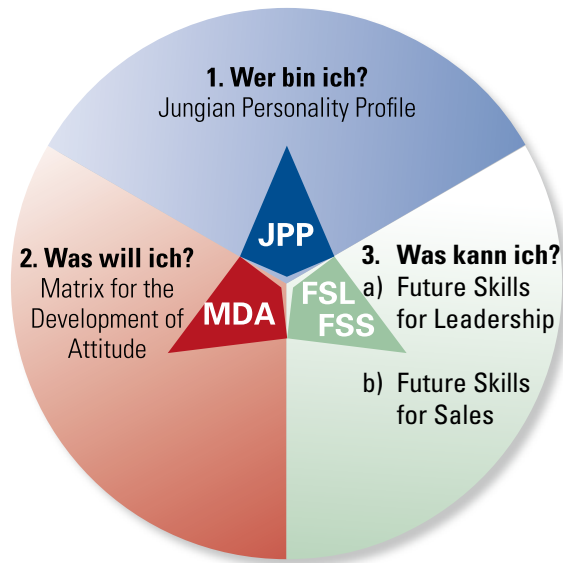 1. Wer bin ich?
Jungian Personality Profile
JPP
2. Was will ich?
Matrix for the
Development of
Attitude
MDA
FSL
FSS
3. Was kann ich?
a) Future Skills
for Leadership
b) Future Skills
for Sales